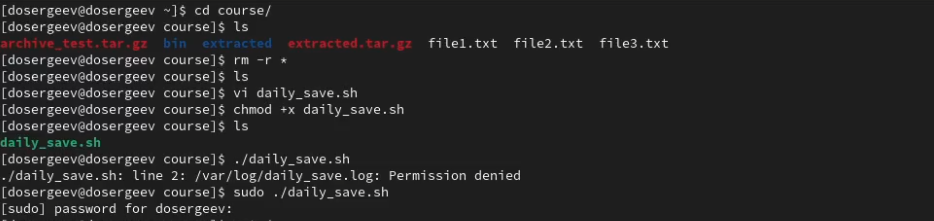 [dosergeev@dosergeev ~]$ cd course/
[dosergeev@dosergeev course]$ ls
archive_test.tar.gz  bin  extracted  extracted.tar.gz  file1.txt  file2.txt  file3.txt
[dosergeev@dosergeev course]$ rm -r *
[dosergeev@dosergeev course]$ ls
[dosergeev@dosergeev course]$ vi daily_save.sh
[dosergeev@dosergeev course]$ chmod +x daily_save.sh
[dosergeev@dosergeev course]$ ls
daily_save.sh
[dosergeev@dosergeev course]$ ./daily_save.sh
./daily_save.sh: line 2: /var/log/daily_save.log: Permission denied
[dosergeev@dosergeev course]$ sudo ./daily_save.sh
[sudo] password for dosergeev: